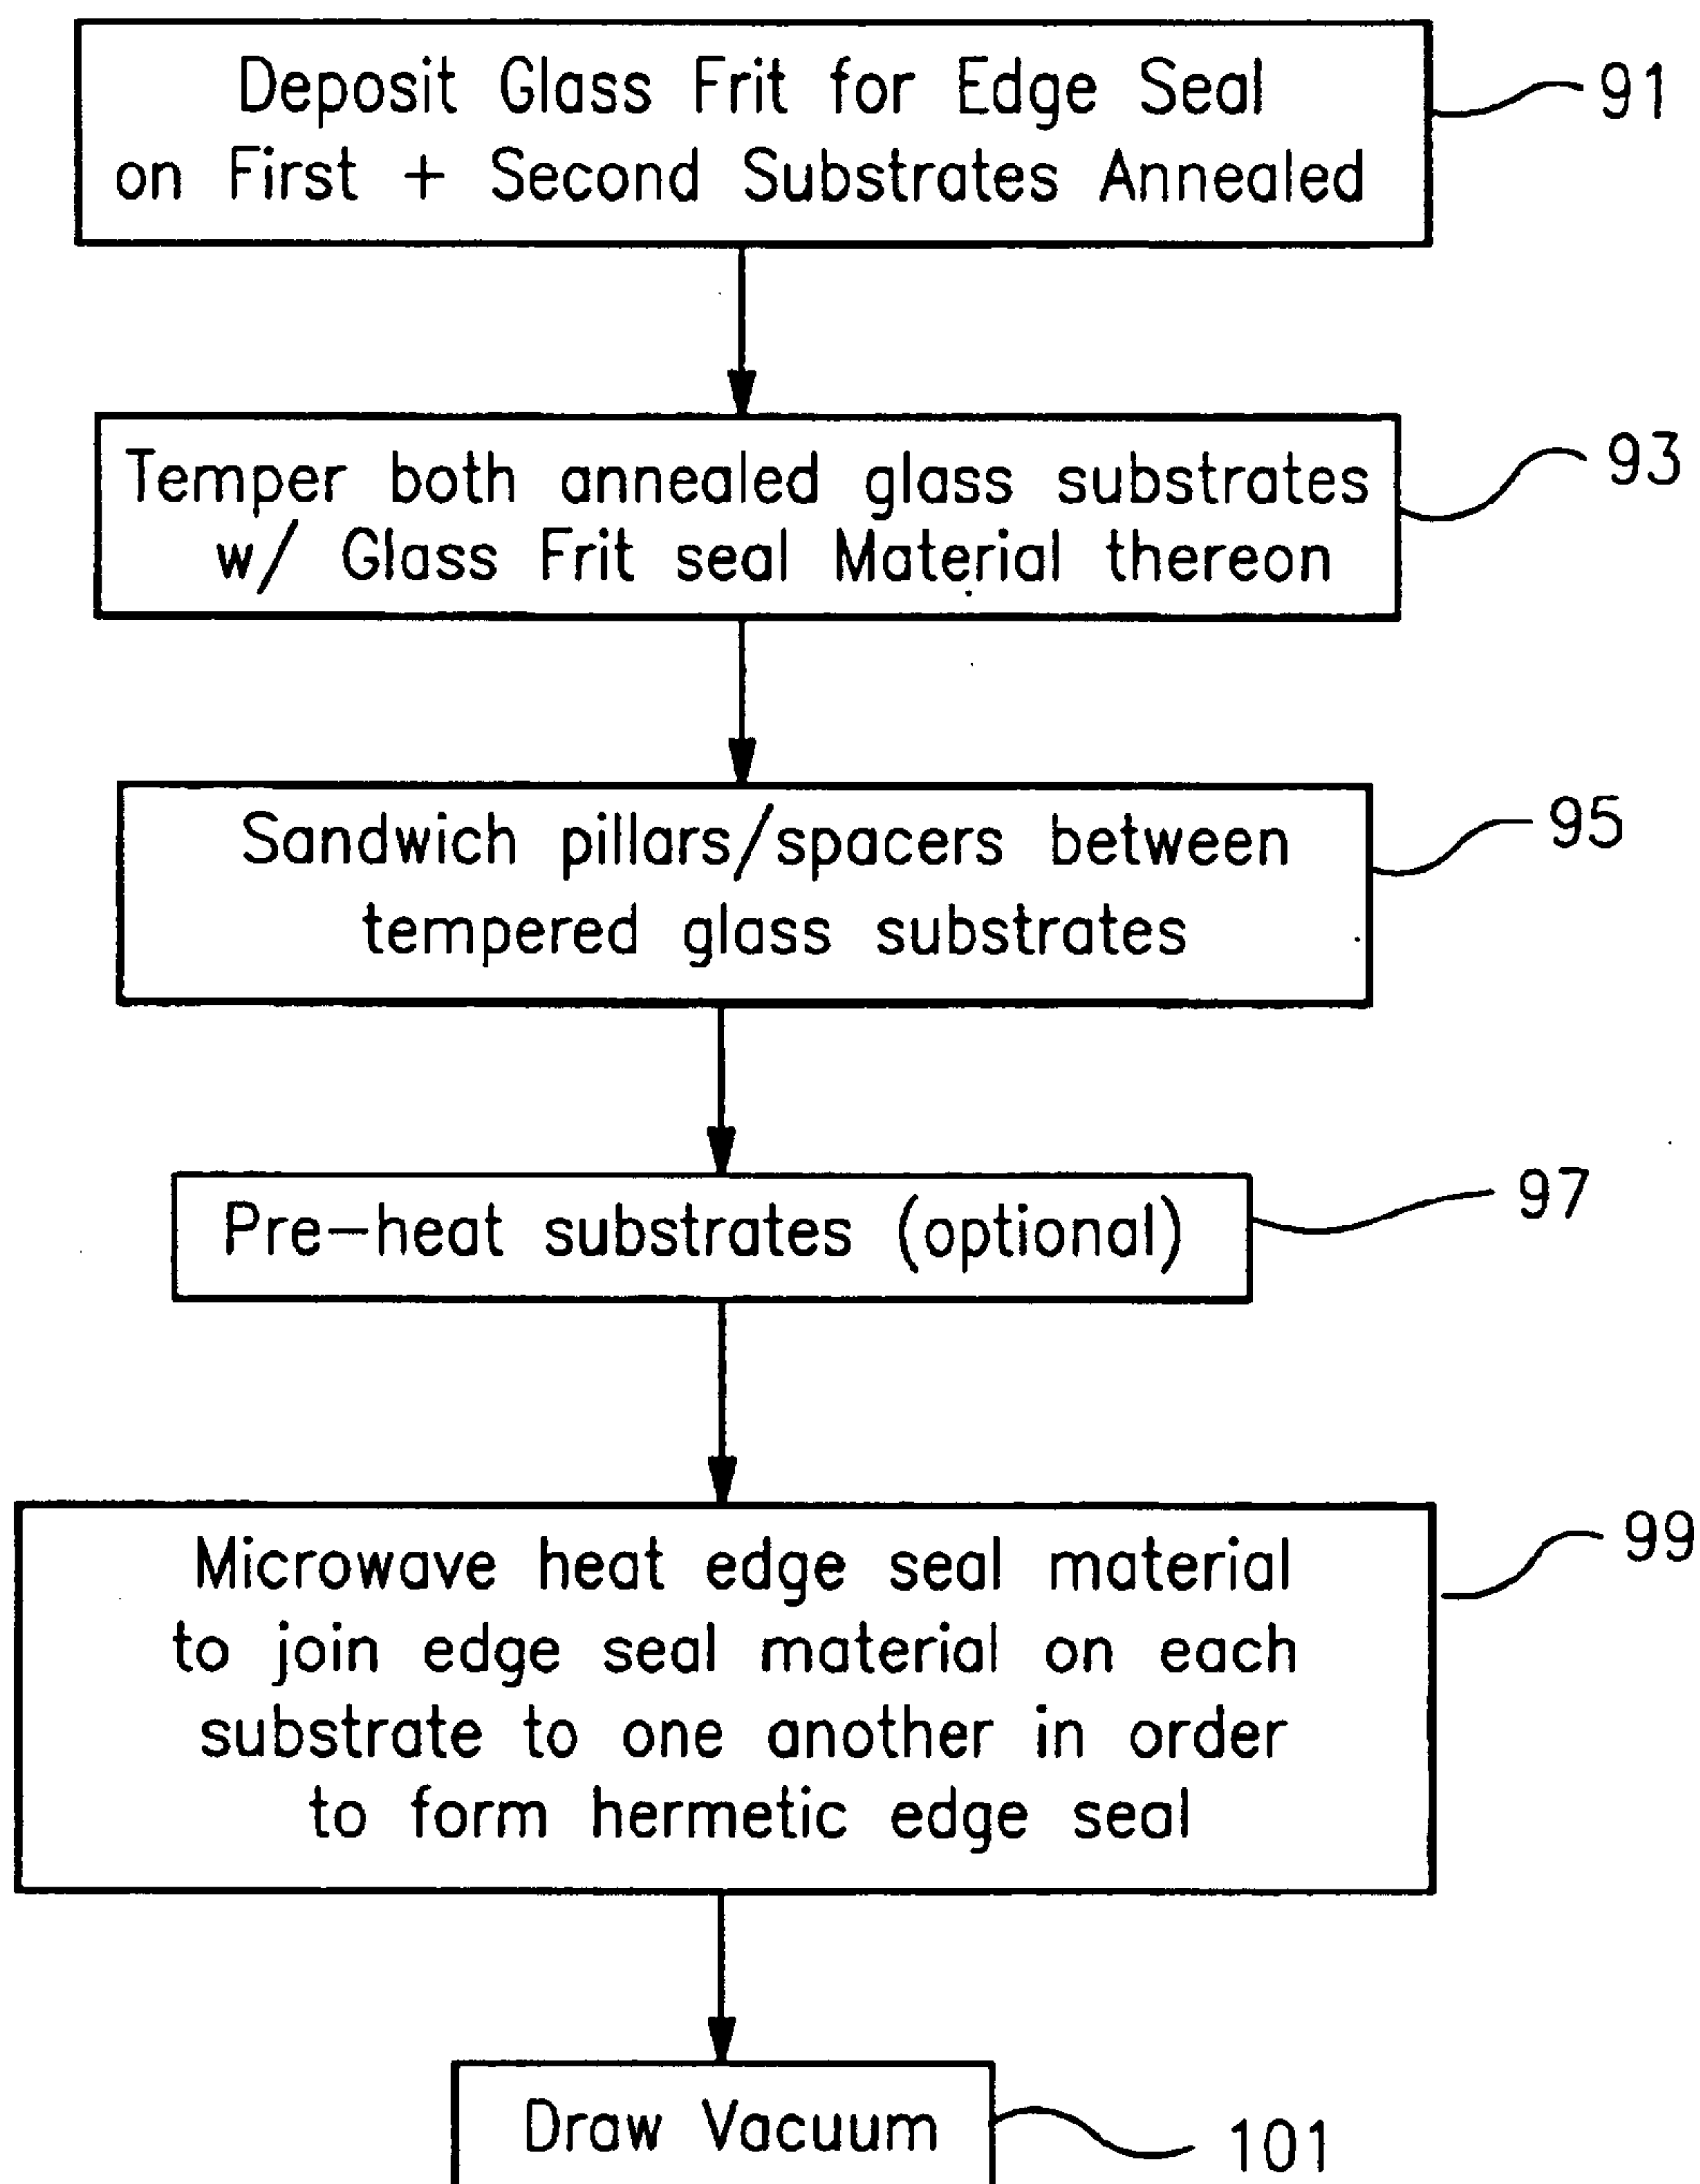 Deposit Glass Frit for Edge Seal
on First + Second Substrates Annealed
91
Temper both annealed glass substrates
w/ Glass Frit seal Material thereon
93
Sandwich pillars/spacers between
tempered glass substrates
95
Pre-heat substrates (optional)
97
Microwave heat edge seal material
to join edge seal material on each
substrate to one another in order
to form hermetic edge seal
99
Draw Vacuum
101